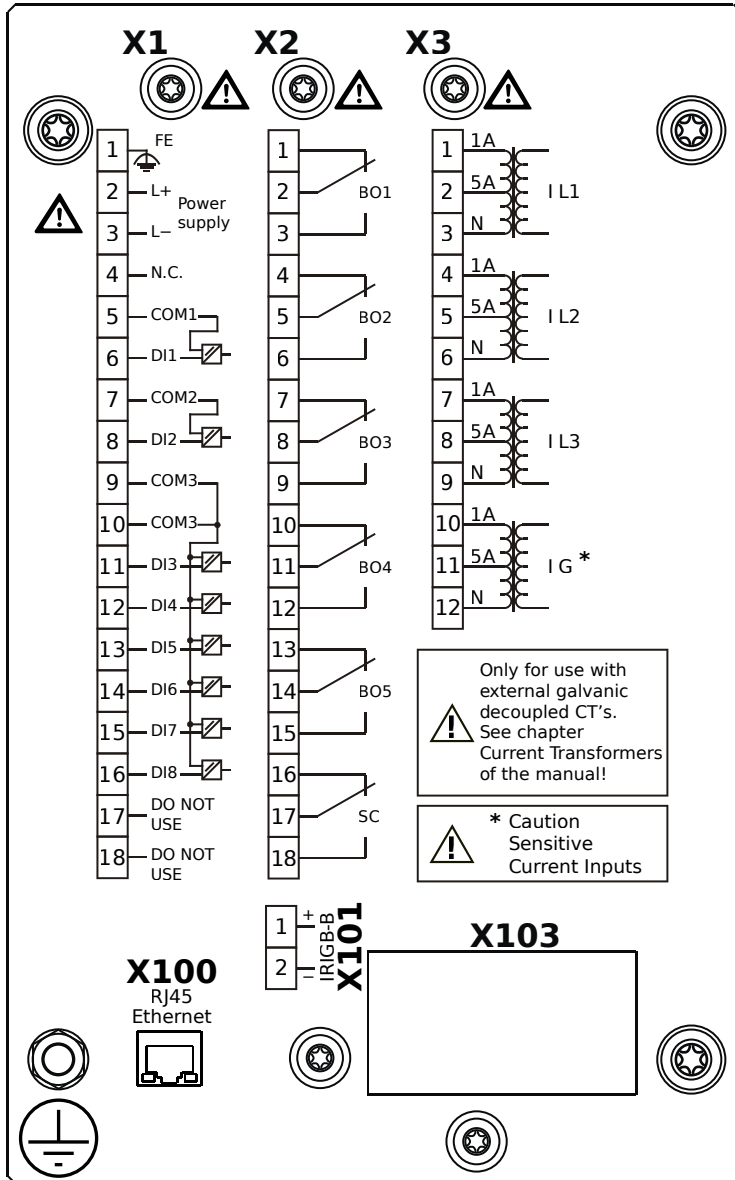 X1 X2 X3
1 FE
2 L+
3 L−
Power
supply
4 N.C.
5 COM1
6 DI1
7 COM2
8 DI2
9 COM3
10 COM3
11 DI3
12 DI4
13 DI5
14 DI6
15 DI7
16 DI8
17 DO NOT
USE
18 DO NOT
USE
1
2 BO1
3
4
5 BO2
6
7
8 BO3
9
10
11 BO4
12
13
14 BO5
15
16
17 SC
18
1 1A
2 5A I L1
3 N
4 1A
5 5A I L2
6 N
7 1A
8 5A I L3
9 N
10 1A
11 5A I G *
12 N
Only for use with
external galvanic
decoupled CT's.
See chapter
Current Transformers
of the manual!
* Caution
Sensitive
Current Inputs
1 +
2 −
IRIGB-B
X101
X103
X100
RJ45
Ethernet